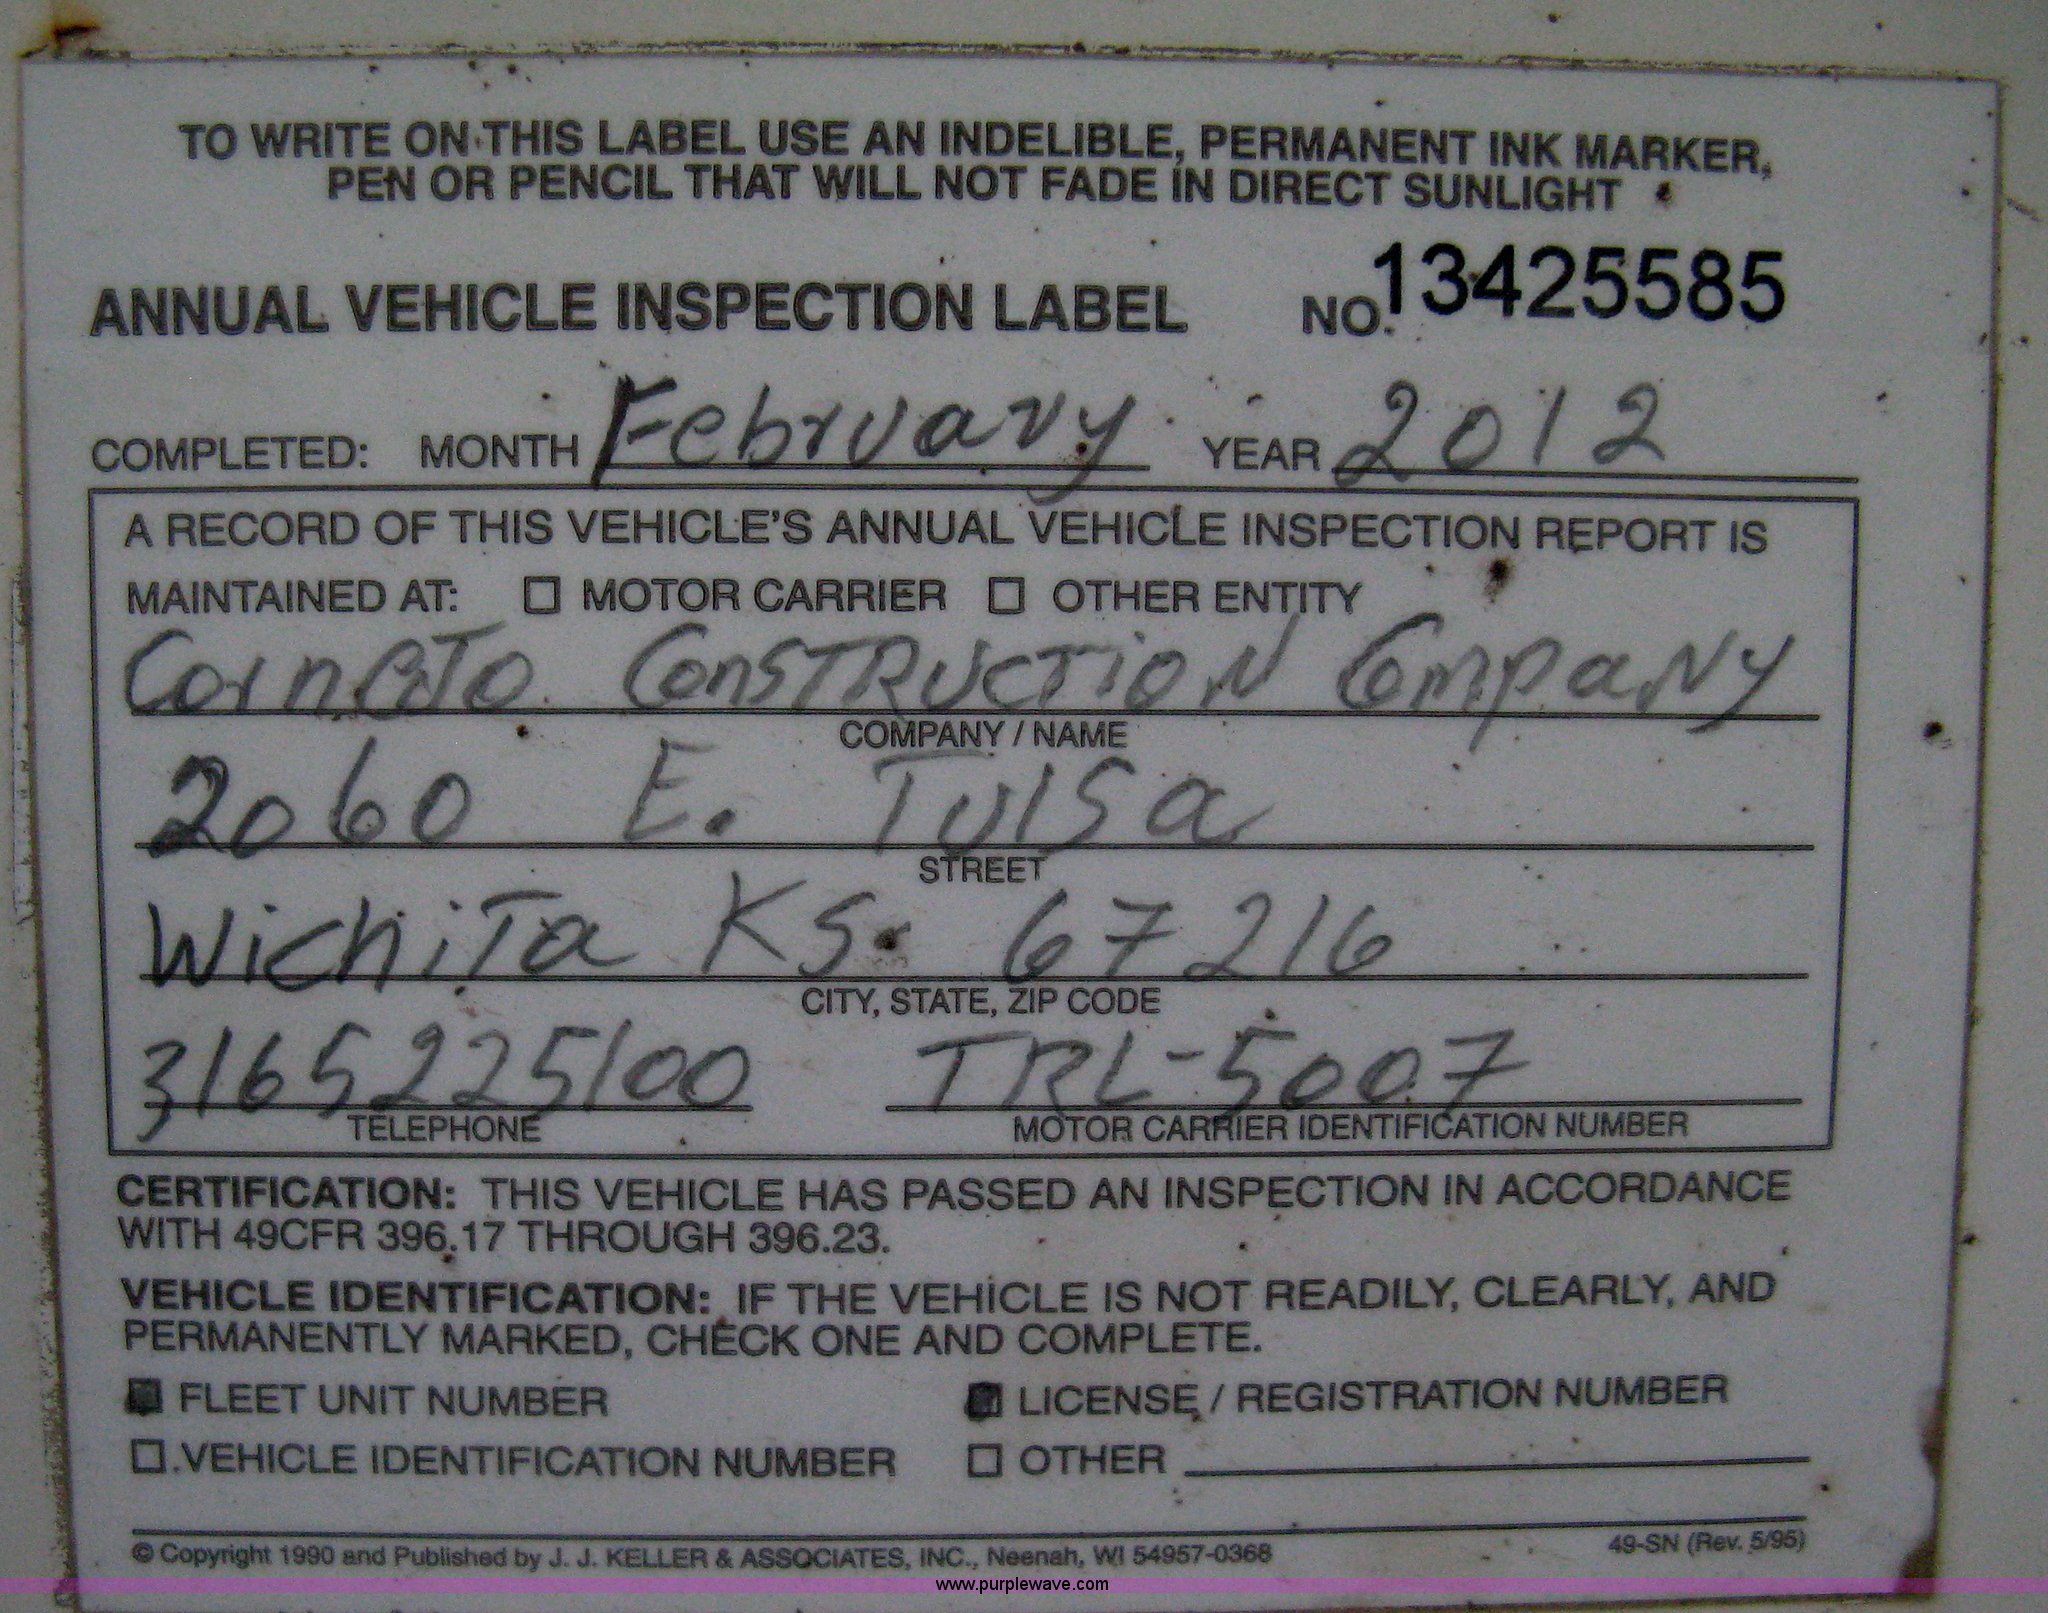 TO WRITE ON THIS LABEL USE AN INDELIBLE, PERMANENT INK MARKER,
PEN OR PENCIL THAT WILL NOT FADE IN DIRECT SUNLIGHT
ANNUAL VEHICLE INSPECTION LABEL NO. 13425585
COMPLETED: MONTH February YEAR 2012
A RECORD OF THIS VEHICLE'S ANNUAL VEHICLE INSPECTION REPORT IS
MAINTAINED AT: ☐ MOTOR CARRIER ☐ OTHER ENTITY
Cornejo Construction Company
COMPANY / NAME
2060 E. Tulsa
STREET
Wichita KS. 67216
CITY, STATE, ZIP CODE
3165225100 TRL-5007
TELEPHONE MOTOR CARRIER IDENTIFICATION NUMBER
CERTIFICATION: THIS VEHICLE HAS PASSED AN INSPECTION IN ACCORDANCE
WITH 49CFR 396.17 THROUGH 396.23.
VEHICLE IDENTIFICATION: IF THE VEHICLE IS NOT READILY, CLEARLY, AND
PERMANENTLY MARKED, CHECK ONE AND COMPLETE.
■ FLEET UNIT NUMBER ■ LICENSE / REGISTRATION NUMBER
☐ VEHICLE IDENTIFICATION NUMBER ☐ OTHER
© Copyright 1990 and Published by J. J. KELLER & ASSOCIATES, INC., Neenah, WI 54957-0368 49-SN (Rev. 5/95)
www.purplewave.com